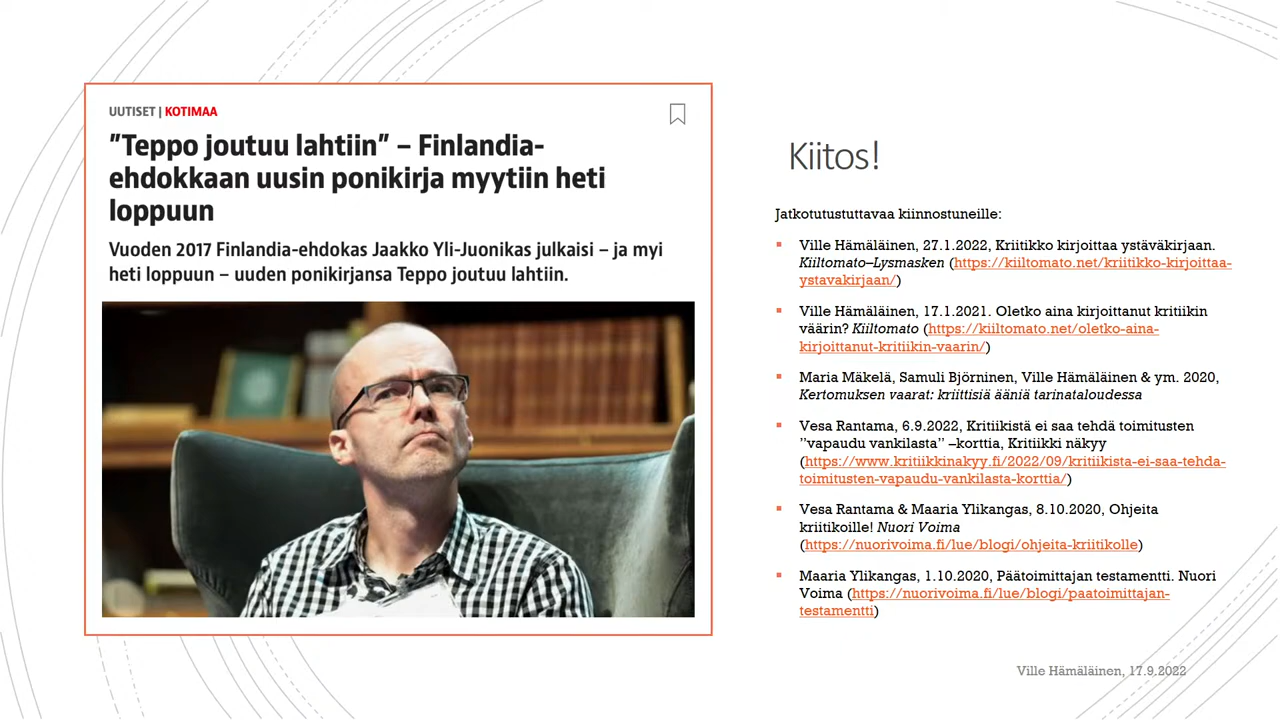 UUTISET | KOTIMAA
”Teppo joutuu lahtiin” – Finlandia-
ehdokkaan uusin ponikirja myytiin heti
loppuun
Vuoden 2017 Finlandia-ehdokas Jaakko Yli-Juonikas julkaisi – ja myi
heti loppuun – uuden ponikirjansa Teppo joutuu lahtiin.
Kiitos!
Jatkotutustuttavaa kiinnostuneille:
▪ Ville Hämäläinen, 27.1.2022, Kriitikko kirjoittaa ystäväkirjaan.
Kiiltomato–Lysmasken (https://kiiltomato.net/kriitikko-kirjoittaa-
ystavakirjaan/)
▪ Ville Hämäläinen, 17.1.2021. Oletko aina kirjoittanut kritiikin
väärin? Kiiltomato (https://kiiltomato.net/oletko-aina-
kirjoittanut-kritiikin-vaarin/)
▪ Maria Mäkelä, Samuli Björninen, Ville Hämäläinen & ym. 2020,
Kertomuksen vaarat: kriittisiä ääniä tarinataloudessa
▪ Vesa Rantama, 6.9.2022, Kritiikistä ei saa tehdä toimitusten
”vapaudu vankilasta” –korttia, Kritiikki näkyy
(https://www.kritiikkinakyy.fi/2022/09/kritiikista-ei-saa-tehda-
toimitusten-vapaudu-vankilasta-korttia/)
▪ Vesa Rantama & Maaria Ylikangas, 8.10.2020, Ohjeita
kriitikoille! Nuori Voima
(https://nuorivoima.fi/lue/blogi/ohjeita-kriitikolle)
▪ Maaria Ylikangas, 1.10.2020, Päätoimittajan testamentti. Nuori
Voima (https://nuorivoima.fi/lue/blogi/paatoimittajan-
testamentti)
Ville Hämäläinen, 17.9.2022